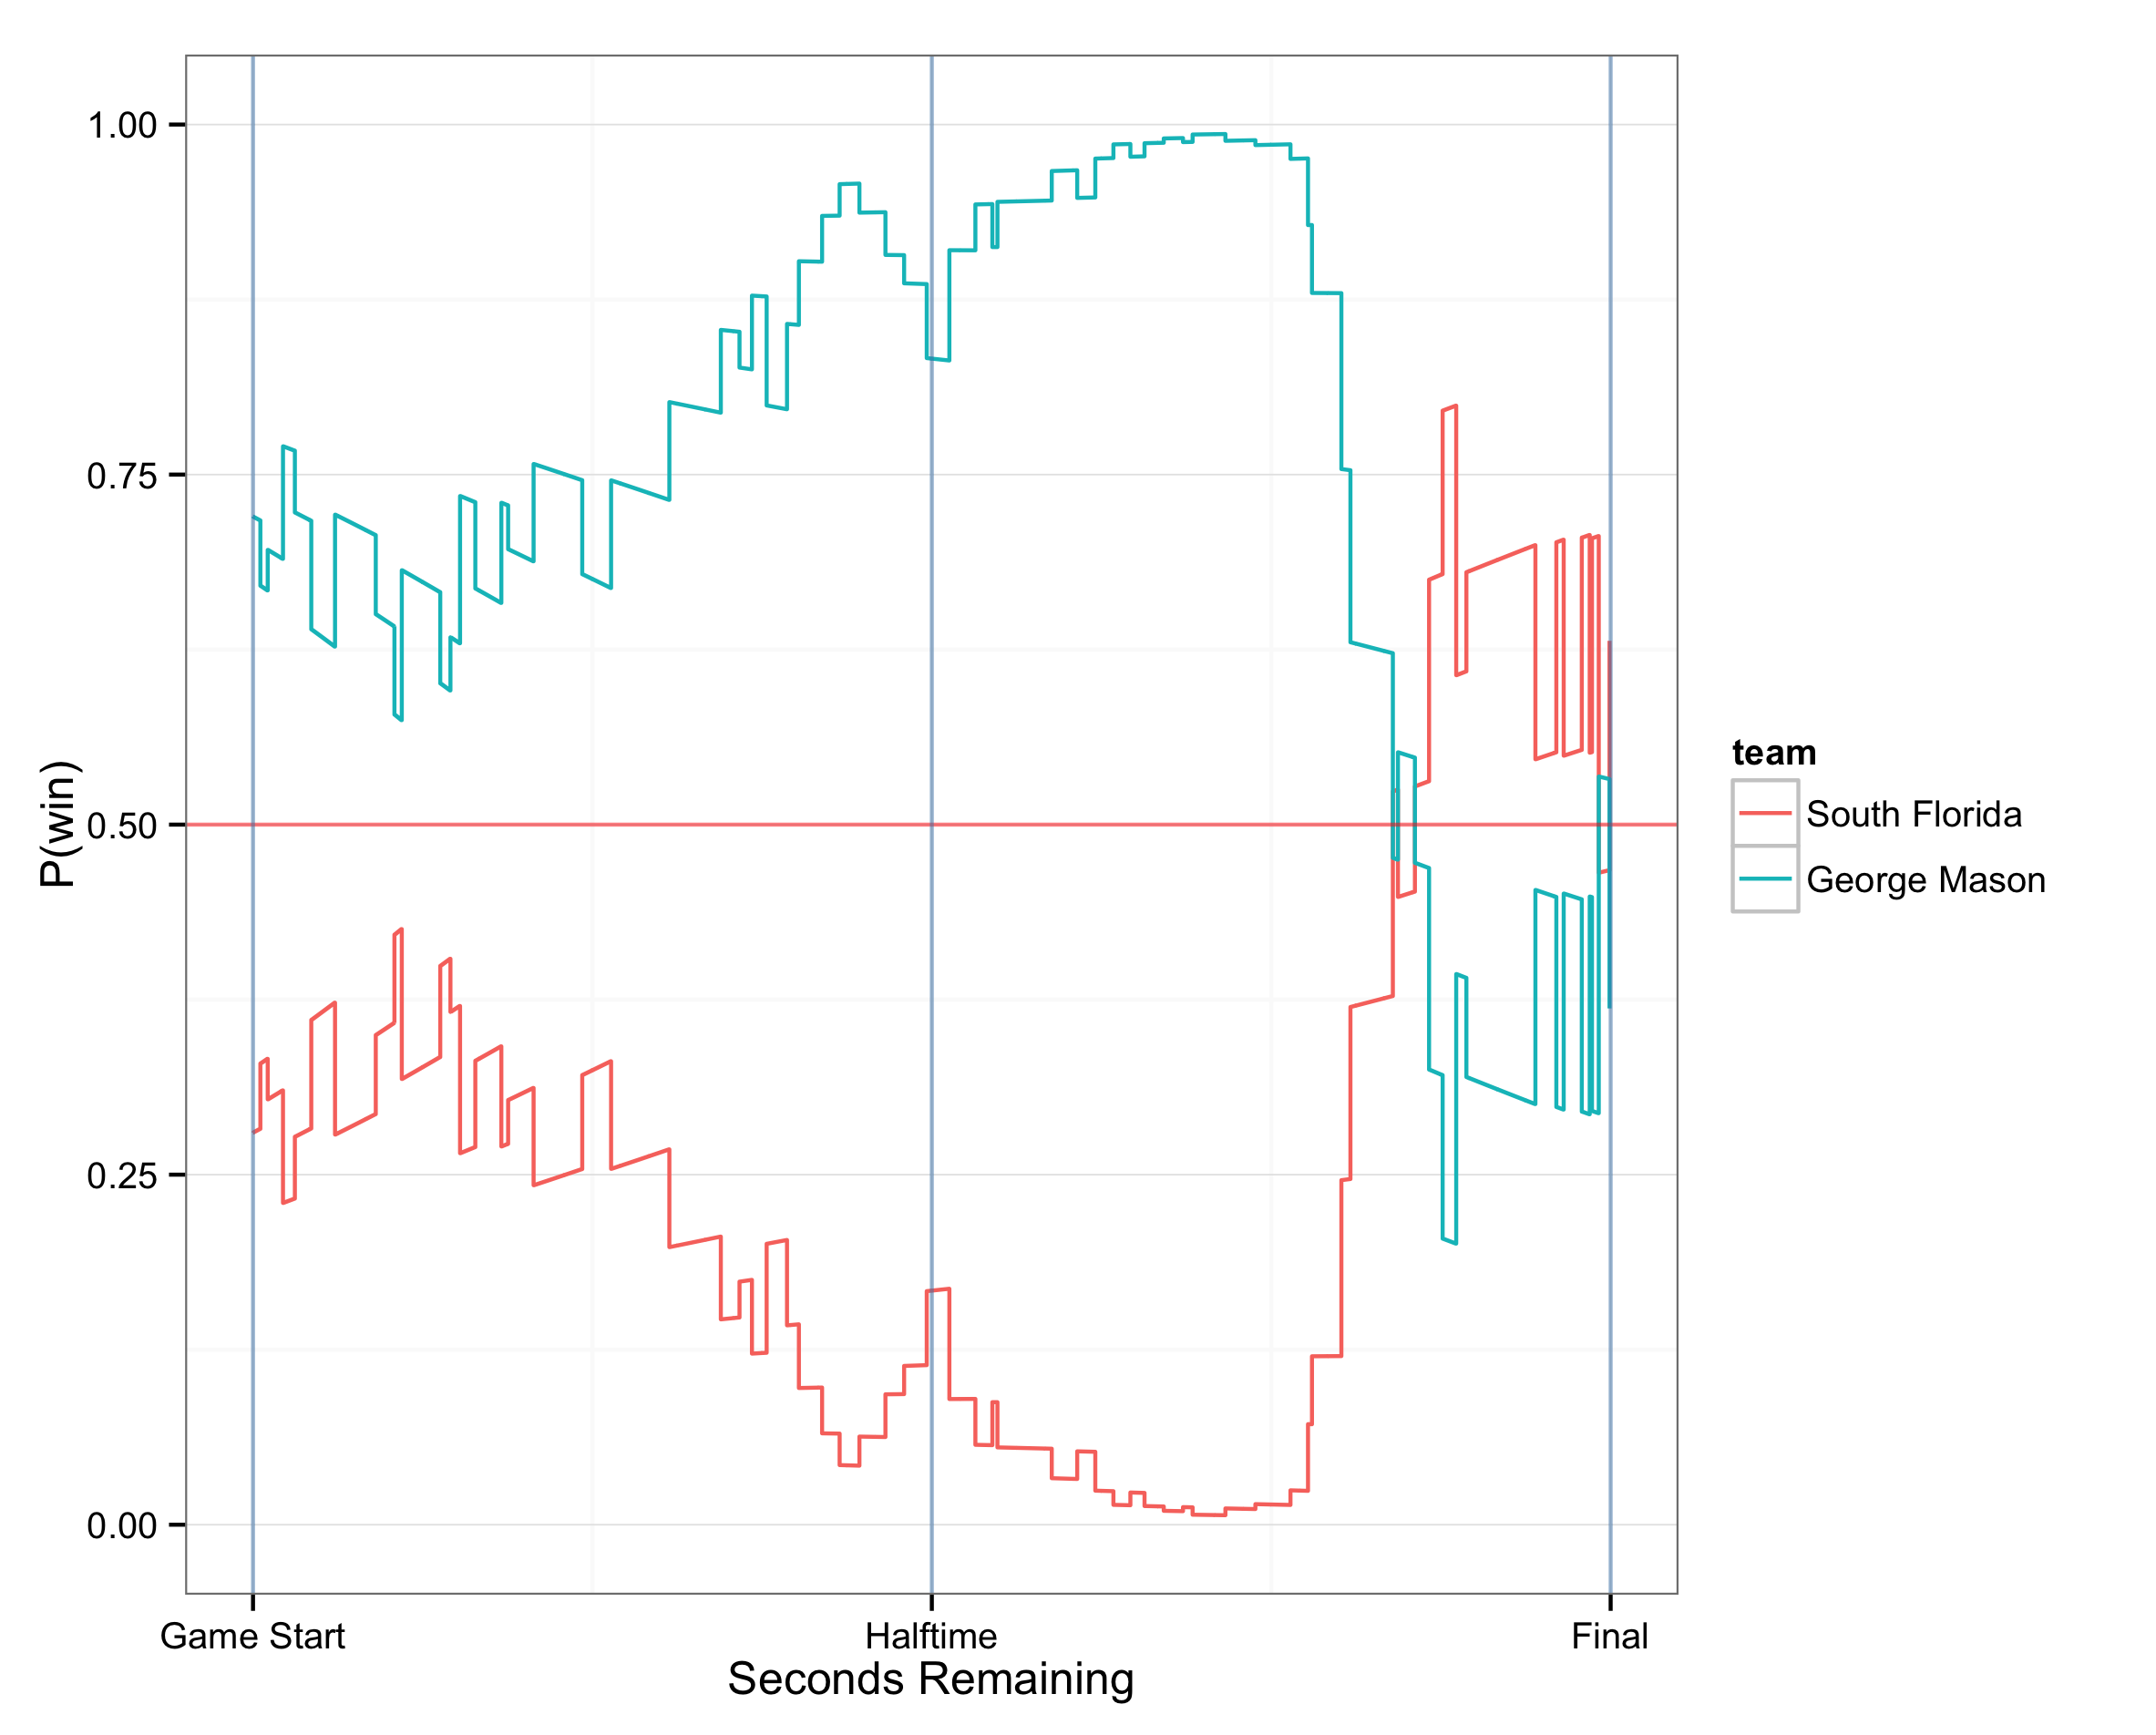 1.00
0.75
0.50
0.25
0.00
P(win)
Game Start
Halftime
Final
Seconds Remaining
team
South Florida
George Mason